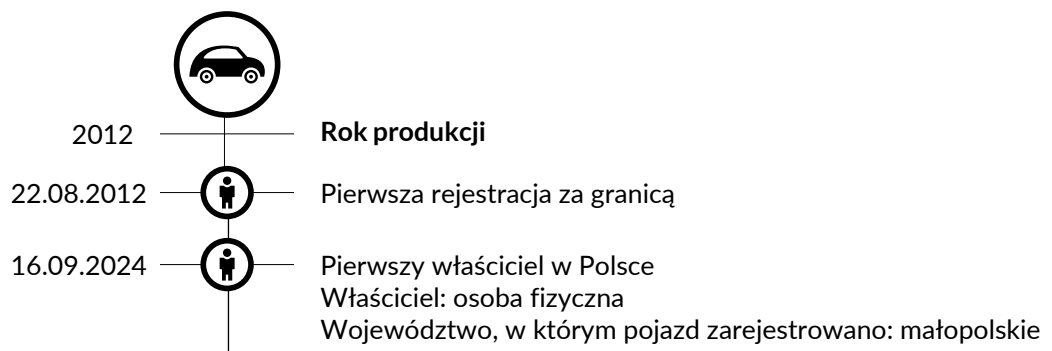 2012 Rok produkcji
22.08.2012 Pierwsza rejestracja za granicą
16.09.2024 Pierwszy właściciel w Polsce
Właściciel: osoba fizyczna
Województwo, w którym pojazd zarejestrowano: małopolskie